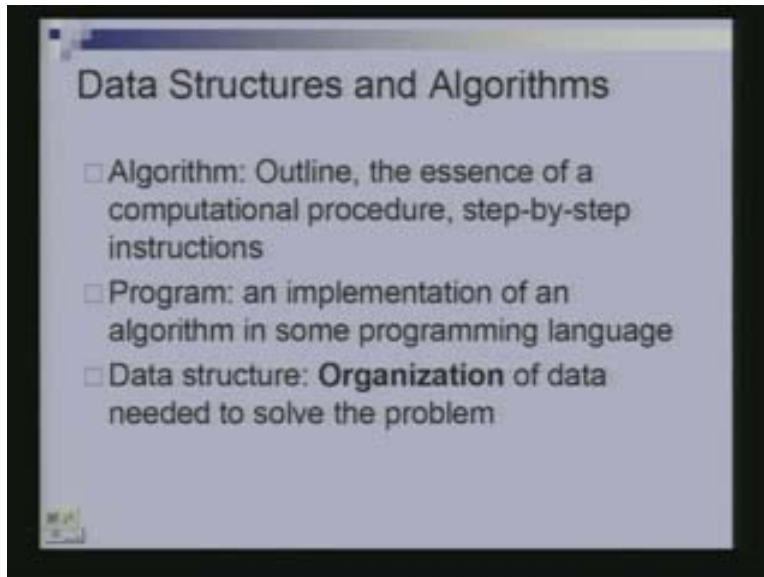 Data Structures and Algorithms
Algorithm: Outline, the essence of a
computational procedure, step-by-step
instructions
Program: an implementation of an
algorithm in some programming language
Data structure: Organization of data
needed to solve the problem